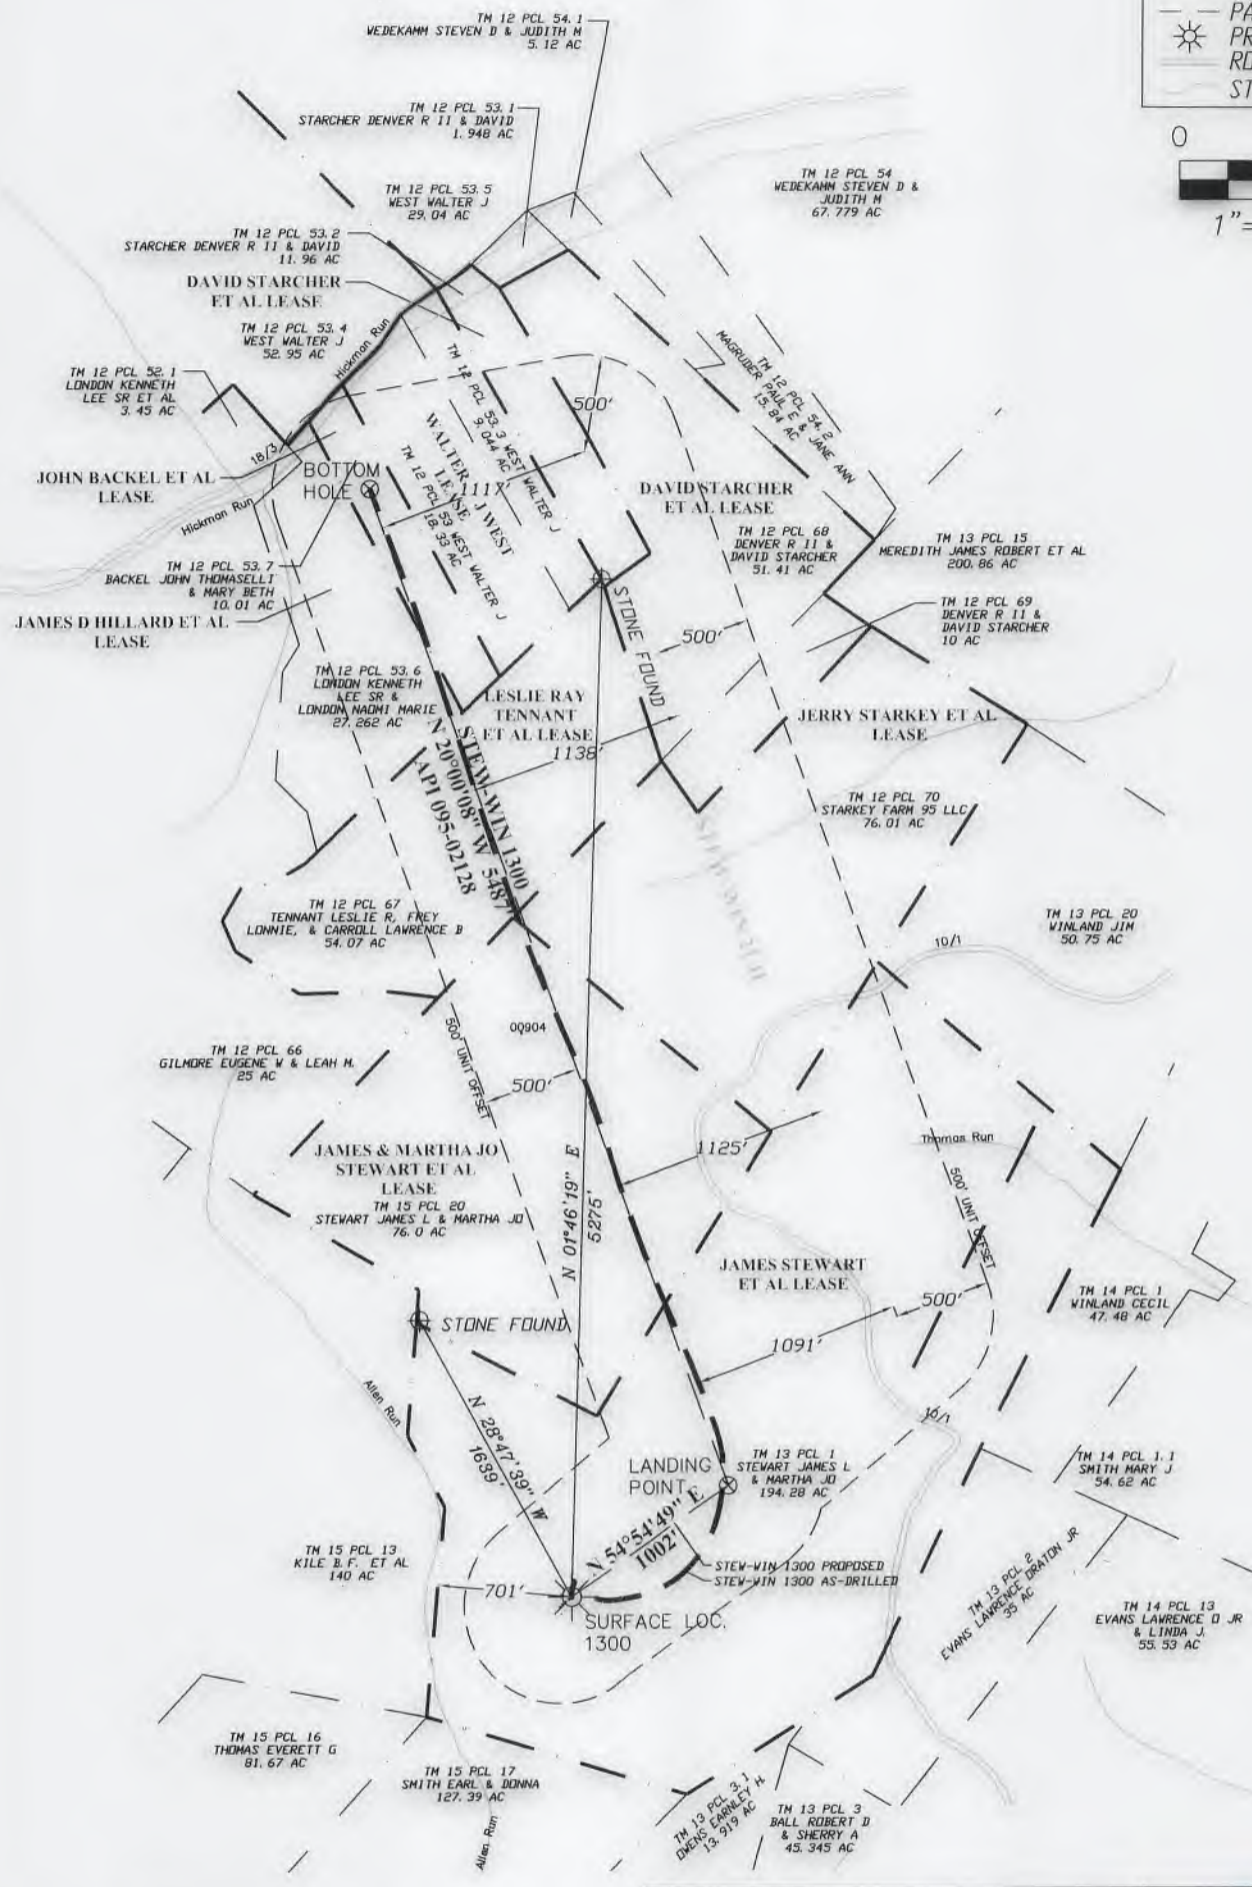 PA
PR
RO
ST
0
1"=
TM 12 PCL 54.1
WEDEKAMM STEVEN D & JUDITH M
5.12 AC
TM 12 PCL 53.1
STARCHER DENVER R II & DAVID
1.948 AC
TM 12 PCL 53.5
WEST WALTER J
29.04 AC
TM 12 PCL 54
WEDEKAMM STEVEN D &
JUDITH M
67.779 AC
TM 12 PCL 53.2
STARCHER DENVER R II & DAVID
11.96 AC
DAVID STARCHER
ET AL LEASE
TM 12 PCL 53.4
WEST WALTER J
52.95 AC
Hickman Run
TM 12 PCL 52.1
LONDON KENNETH
LEE SR ET AL
3.45 AC
18/3
JOHN BACKEL ET AL
LEASE
BOTTOM
HOLE
Hickman Run
TM 12 PCL 53.7
BACKEL JOHN THOMASELLI
& MARY BETH
10.01 AC
JAMES D HILLARD ET AL
LEASE
TM 12 PCL 53.3 WEST WALTER J
9.044 AC
WALTER J WEST
LEASE
TM 12 PCL 53 WEST WALTER J
18.33 AC
500'
1117'
TM 12 PCL 54.2
MAGRUDER PAUL E & JANE ANN
15.84 AC
DAVID STARCHER
ET AL LEASE
TM 12 PCL 68
DENVER R II &
DAVID STARCHER
51.41 AC
TM 13 PCL 15
MEREDITH JAMES ROBERT ET AL
200.86 AC
TM 12 PCL 69
DENVER R II &
DAVID STARCHER
10 AC
STONE FOUND
500'
TM 12 PCL 53.6
LONDON KENNETH
LEE SR &
LONDON NAOMI MARIE
27.262 AC
LESLIE RAY
TENNANT
ET AL LEASE
1138'
JERRY STARKEY ET AL
LEASE
STEW-WIN 1300
N 20°00'08" W 5487'
API 095-02128
TM 12 PCL 70
STARKEY FARM 95 LLC
76.01 AC
TM 12 PCL 67
TENNANT LESLIE R, FREY
LONNIE, & CARROLL LAWRENCE B
54.07 AC
TM 13 PCL 20
WINLAND JIM
50.75 AC
10/1
00904
500' UNIT OFFSET
TM 12 PCL 66
GILMORE EUGENE W & LEAH M.
25 AC
500'
1125'
Thomas Run
500' UNIT OFFSET
JAMES & MARTHA JO
STEWART ET AL
LEASE
TM 15 PCL 20
STEWART JAMES L & MARTHA JO
76.0 AC
N 01°46'19" E
5275'
JAMES STEWART
ET AL LEASE
TM 14 PCL 1
WINLAND CECIL
47.48 AC
500'
1091'
STONE FOUND
Allen Run
N 28°47'39" W
1639'
10/1
LANDING
POINT
TM 13 PCL 1
STEWART JAMES L
& MARTHA JO
194.28 AC
TM 14 PCL 1.1
SMITH MARY J
54.62 AC
N 54°54'49" E
1002'
TM 15 PCL 13
KILE B.F. ET AL
140 AC
701'
STEW-WIN 1300 PROPOSED
STEW-WIN 1300 AS-DRILLED
SURFACE LOC.
1300
TM 13 PCL 2
EVANS LAWRENCE DRATON JR
35 AC
TM 14 PCL 13
EVANS LAWRENCE D JR
& LINDA J.
55.53 AC
TM 15 PCL 16
THOMAS EVERETT G
81.67 AC
TM 15 PCL 17
SMITH EARL & DONNA
127.39 AC
Allen Run
TM 13 PCL 3.1
OWENS EARNLEY H.
13.919 AC
TM 13 PCL 3
BALL ROBERT D
& SHERRY A
45.345 AC